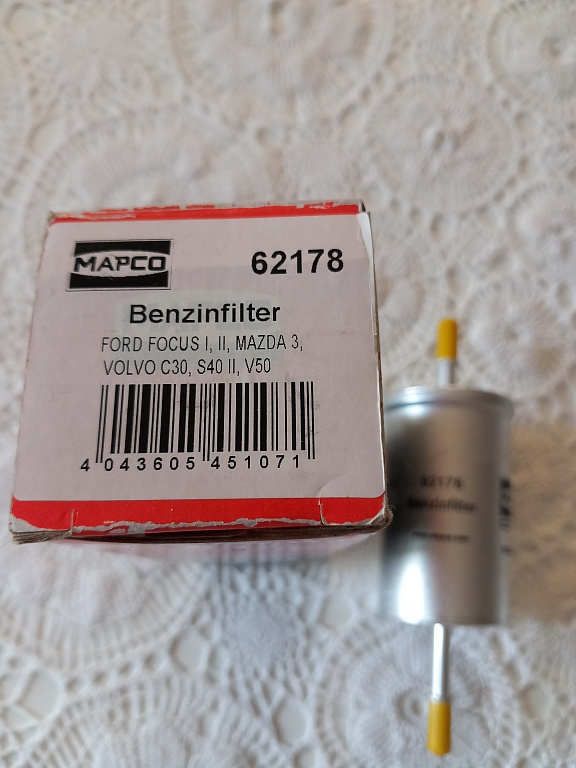 MAPCO
62178
Benzinfilter
FORD FOCUS I, II, MAZDA 3,
VOLVO C30, S40 II, V50
4 043605 451071
62178
Benzinfilter